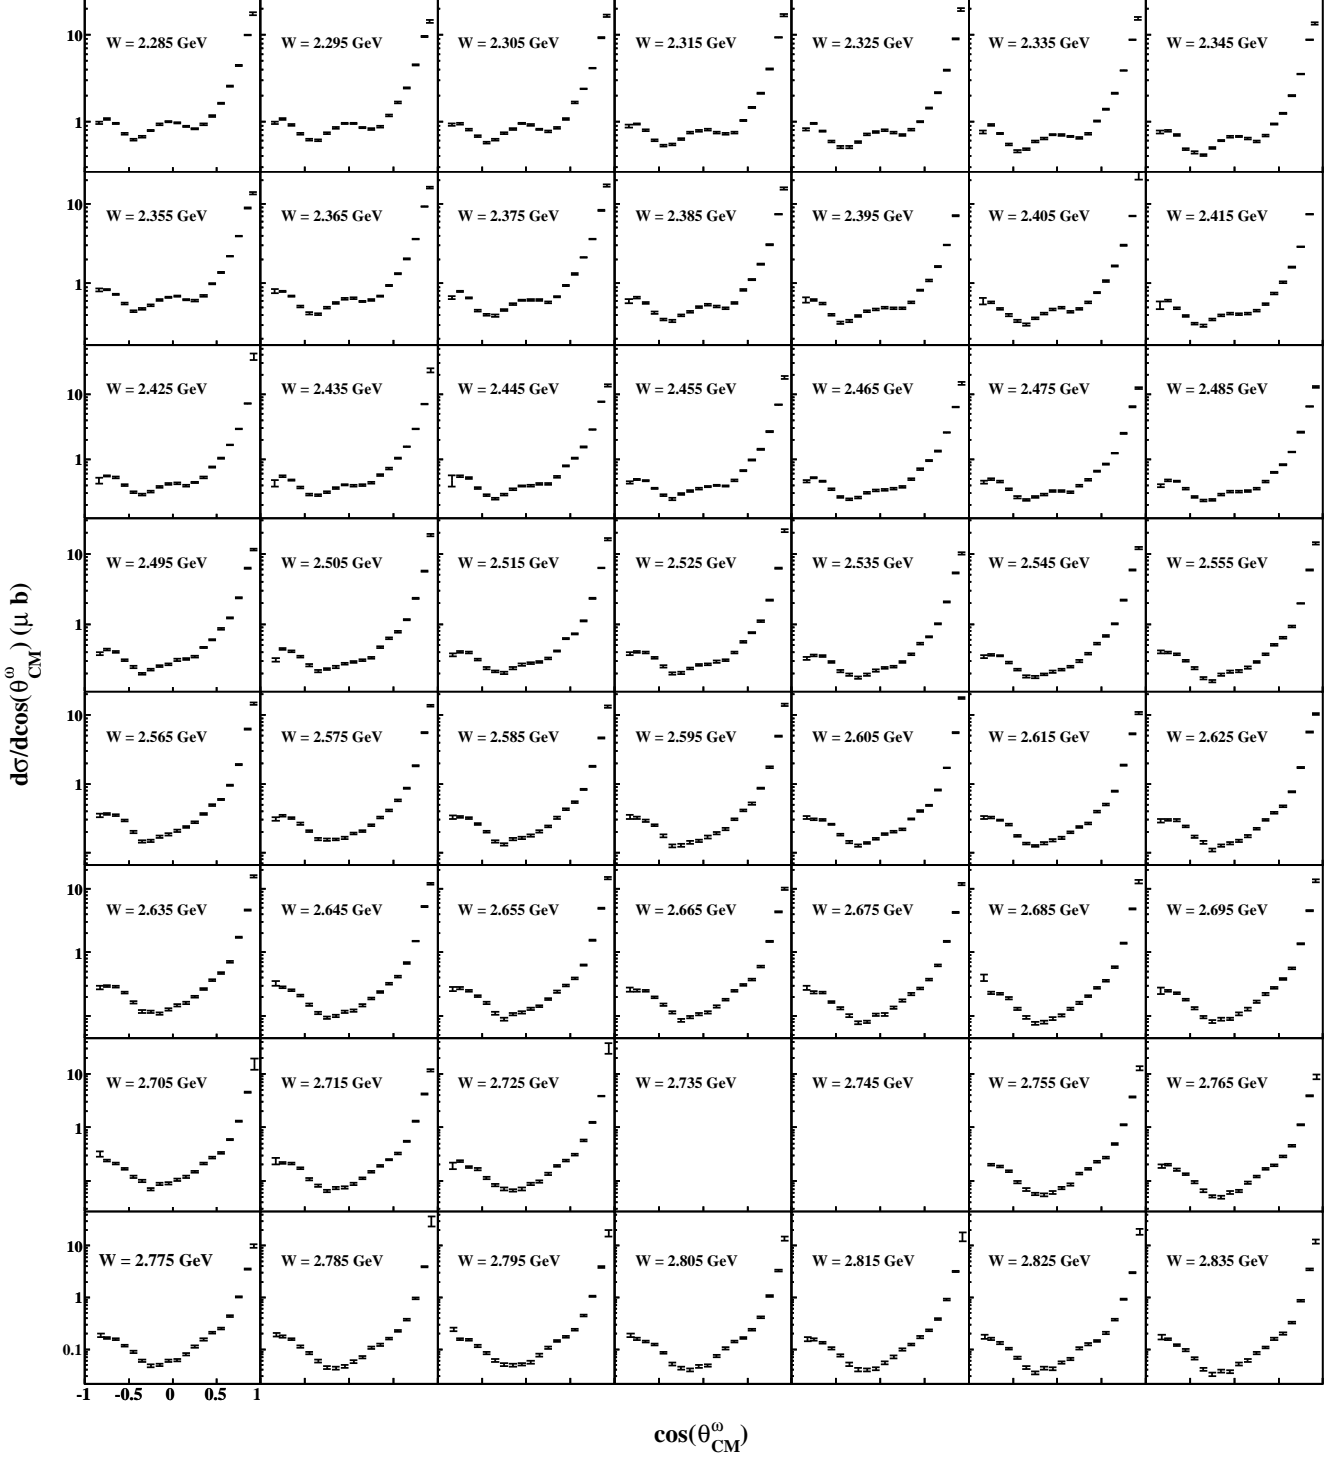 10
1
W = 2.285 GeV
W = 2.295 GeV
W = 2.305 GeV
W = 2.315 GeV
W = 2.325 GeV
W = 2.335 GeV
W = 2.345 GeV
10
1
W = 2.355 GeV
W = 2.365 GeV
W = 2.375 GeV
W = 2.385 GeV
W = 2.395 GeV
W = 2.405 GeV
W = 2.415 GeV
10
1
W = 2.425 GeV
W = 2.435 GeV
W = 2.445 GeV
W = 2.455 GeV
W = 2.465 GeV
W = 2.475 GeV
W = 2.485 GeV
10
1
W = 2.495 GeV
W = 2.505 GeV
W = 2.515 GeV
W = 2.525 GeV
W = 2.535 GeV
W = 2.545 GeV
W = 2.555 GeV
dσ/dcos(θ^ω_CM) (μ b)
10
1
W = 2.565 GeV
W = 2.575 GeV
W = 2.585 GeV
W = 2.595 GeV
W = 2.605 GeV
W = 2.615 GeV
W = 2.625 GeV
10
1
W = 2.635 GeV
W = 2.645 GeV
W = 2.655 GeV
W = 2.665 GeV
W = 2.675 GeV
W = 2.685 GeV
W = 2.695 GeV
10
1
W = 2.705 GeV
W = 2.715 GeV
W = 2.725 GeV
W = 2.735 GeV
W = 2.745 GeV
W = 2.755 GeV
W = 2.765 GeV
10
1
0.1
W = 2.775 GeV
W = 2.785 GeV
W = 2.795 GeV
W = 2.805 GeV
W = 2.815 GeV
W = 2.825 GeV
W = 2.835 GeV
-1 -0.5 0 0.5 1
cos(θ^ω_CM)